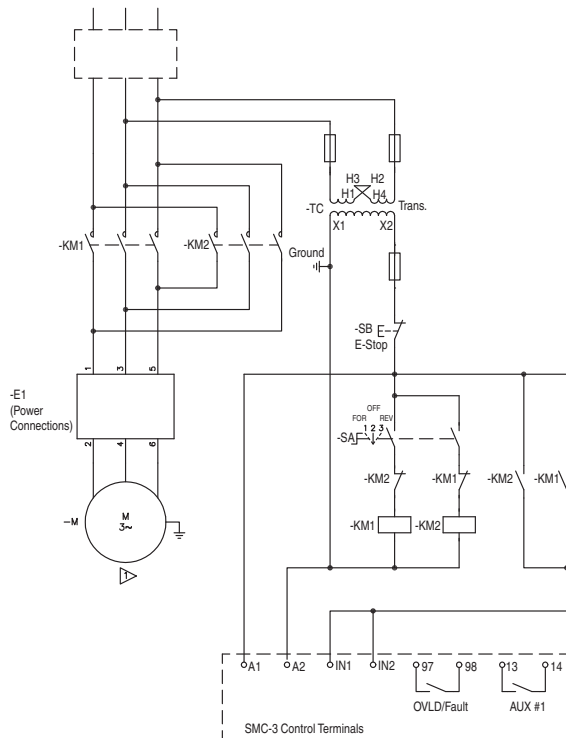 H3 H2
H1 H4
-TC Trans.
X1 X2
-KM1
-KM2
Ground
-SB
E-Stop
1 3 5
-E1
(Power
Connections)
OFF
FOR REV
1 2 3
-SA
2 4 6
-KM2 -KM1 -KM2 -KM1
-M
M
3~
-KM1 -KM2
1
A1 A2 IN1 IN2 97 98 13 14
OVLD/Fault AUX #1
SMC-3 Control Terminals